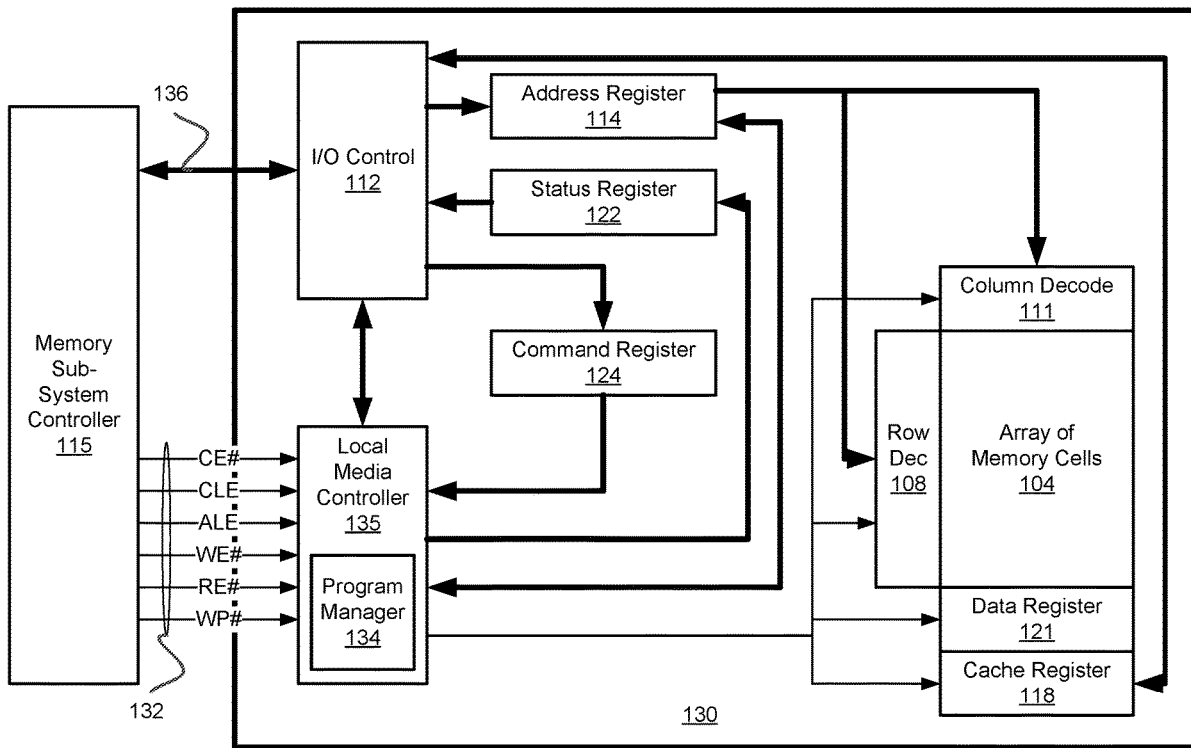 136
Memory
Sub-
System
Controller
115
I/O Control
112
Address Register
114
Status Register
122
Command Register
124
Local
Media
Controller
135
Program
Manager
134
CE#
CLE
ALE
WE#
RE#
WP#
132
Column Decode
111
Row
Dec
108
Array of
Memory Cells
104
Data Register
121
Cache Register
118
130